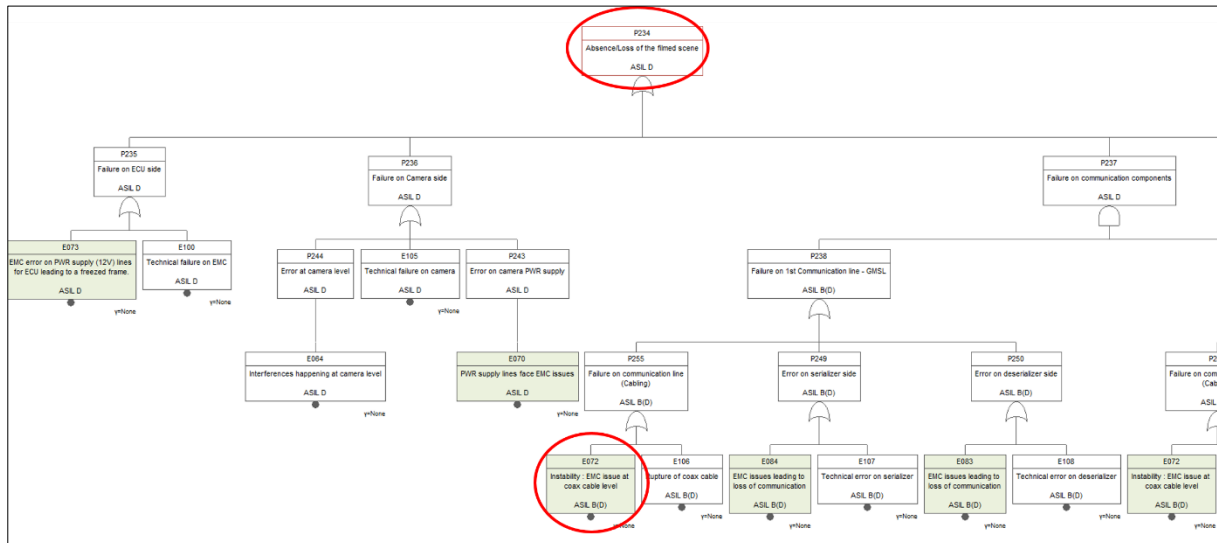 P234
Absence/Loss of the filmed scene
ASIL D
P235
Failure on ECU side
ASIL D
P236
Failure on Camera side
ASIL D
P237
Failure on communication components
ASIL D
E073
EMC error on PWR supply (12V) lines
for ECU leading to a freezed frame.
ASIL D
γ=None
E100
Technical failure on EMC
ASIL D
γ=None
P244
Error at camera level
ASIL D
E105
Technical failure on camera
ASIL D
γ=None
P243
Error on camera PWR supply
ASIL D
P238
Failure on 1st Communication line - GMSL
ASIL B(D)
E064
Interferences happening at camera level
ASIL D
γ=None
E070
PWR supply lines face EMC issues
ASIL D
γ=None
P255
Failure on communication line
(Cabling)
ASIL B(D)
P249
Error on serializer side
ASIL B(D)
P250
Error on deserializer side
ASIL B(D)
P2
Failure on com
(Cab
ASIL
E072
Instability : EMC issue at
coax cable level
ASIL B(D)
γ=None
E106
Rupture of coax cable
ASIL B(D)
γ=None
E084
EMC issues leading to
loss of communication
ASIL B(D)
γ=None
E107
Technical error on serializer
ASIL B(D)
γ=None
E083
EMC issues leading to
loss of communication
ASIL B(D)
γ=None
E108
Technical error on deserializer
ASIL B(D)
γ=None
E072
Instability : EMC issue at
coax cable level
ASIL B(D)
γ=None